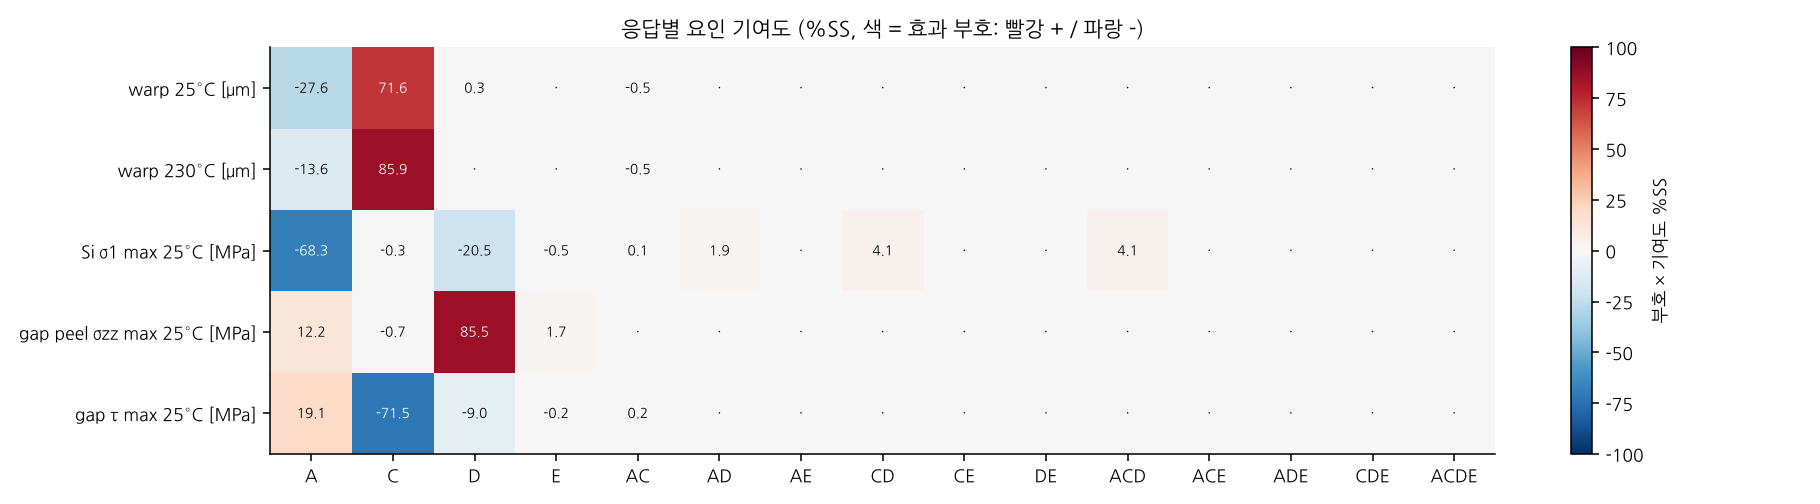 응답별 요인 기여도 (%SS, 색 = 효과 부호: 빨강 + / 파랑 -)
warp 25°C [µm] -27.6 71.6 0.3 · -0.5 · · · · · · · · · ·
warp 230°C [µm] -13.6 85.9 · · -0.5 · · · · · · · · · ·
Si σ1 max 25°C [MPa] -68.3 -0.3 -20.5 -0.5 0.1 1.9 · 4.1 · · 4.1 · · · ·
gap peel σzz max 25°C [MPa] 12.2 -0.7 85.5 1.7 · · · · · · · · · · ·
gap τ max 25°C [MPa] 19.1 -71.5 -9.0 -0.2 0.2 · · · · · · · · · ·
A C D E AC AD AE CD CE DE ACD ACE ADE CDE ACDE
100
75
50
25
0
-25
-50
-75
-100
부호 × 기여도 %SS